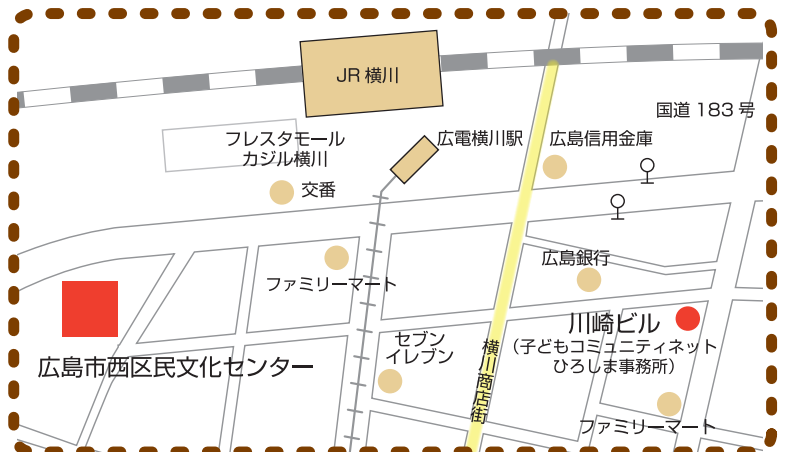 JR 横川
国道 183 号
フレスタモール
カジル横川
広電横川駅
広島信用金庫
交番
広島銀行
ファミリーマート
川崎ビル
（子どもコミュニティネット
ひろしま事務所）
セブン
イレブン
横川商店街
広島市西区民文化センター
ファミリーマート